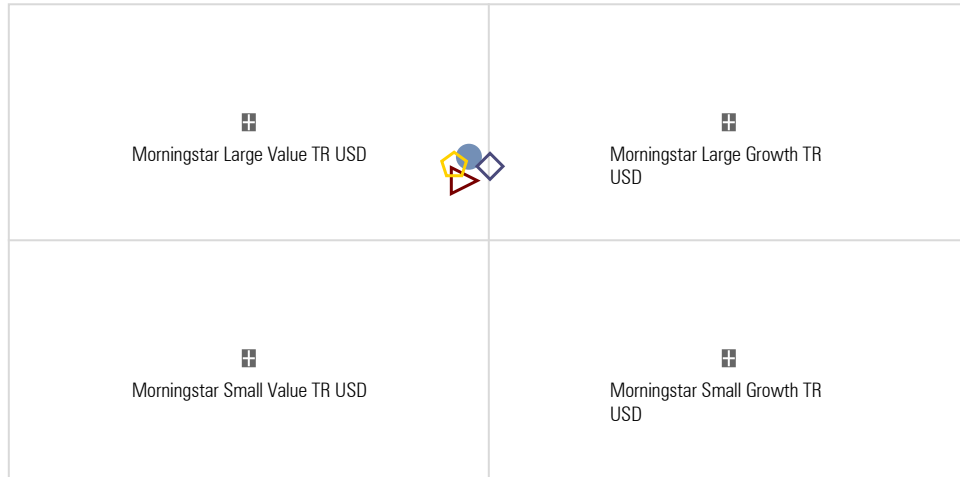 Morningstar Large Value TR USD
Morningstar Large Growth TR
USD
Morningstar Small Value TR USD
Morningstar Small Growth TR
USD